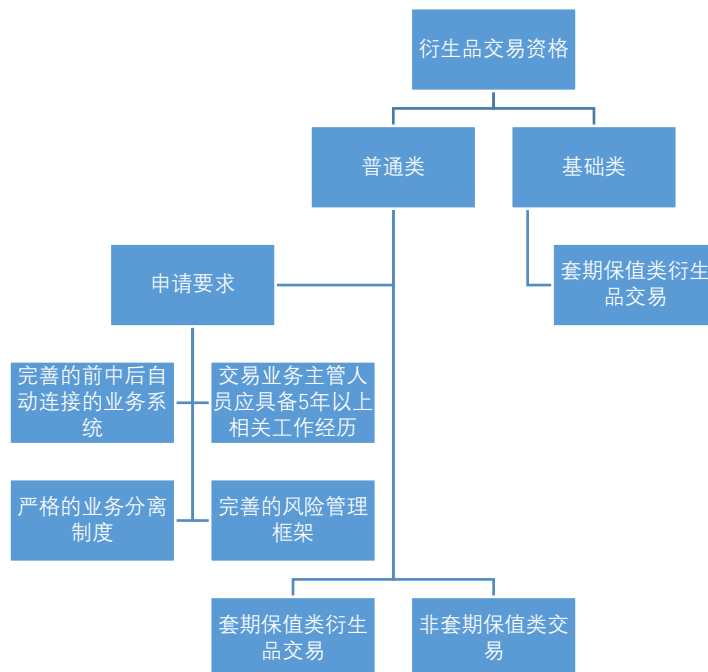 衍生品交易资格
普通类
基础类
申请要求
套期保值类衍生
品交易
完善的前中后自
动连接的业务系
统
交易业务主管人
员应具备5年以上
相关工作经历
严格的业务分离
制度
完善的风险管理
框架
套期保值类衍生
品交易
非套期保值类交
易